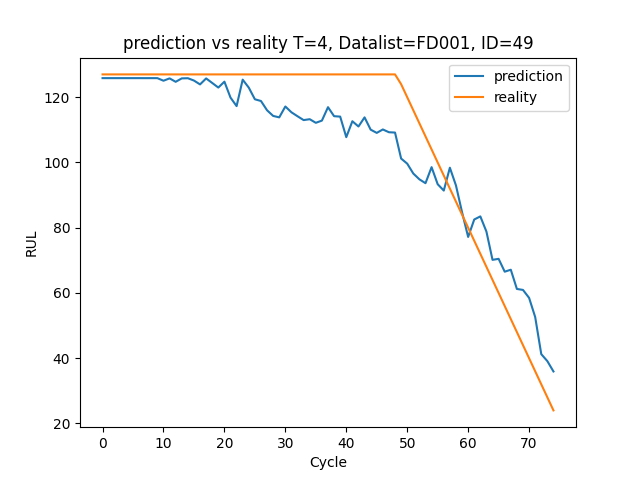 prediction vs reality T=4, Datalist=FD001, ID=49
prediction
reality
RUL
120
100
80
60
40
20
0 10 20 30 40 50 60 70
Cycle